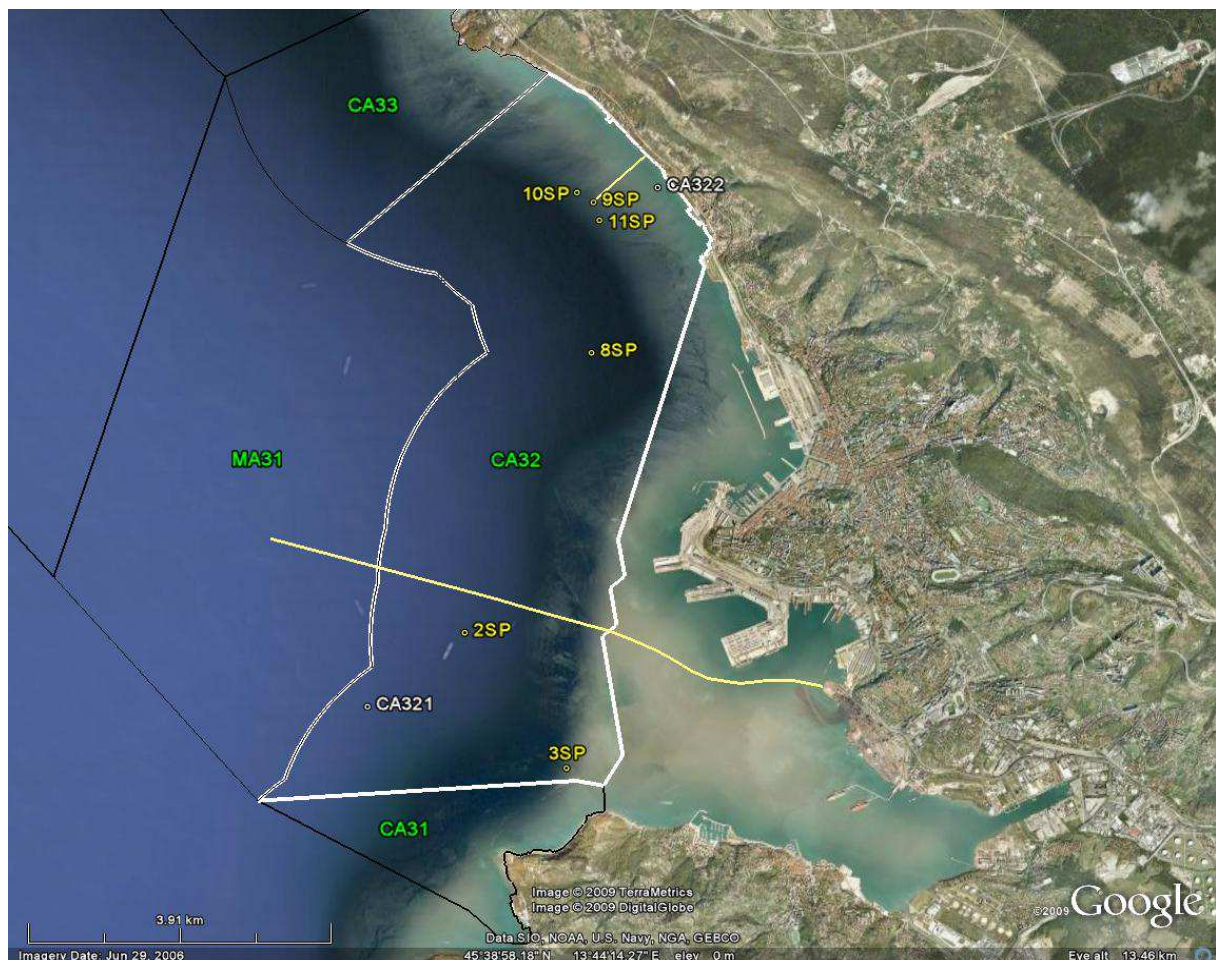 CA33
10SP
CA322
9SP
11SP
8SP
MA31
CA32
2SP
CA321
3SP
CA31
Image © 2009 TerraMetrics
Image © 2009 DigitalGlobe
©2009 Google
3.91 km
Data SIO, NOAA, U.S. Navy, NGA, GEBCO
Imagery Date: Jun 29, 2006
45°38'58.18" N 13°44'14.27" E elev 0 m
Eye alt 13.46 km